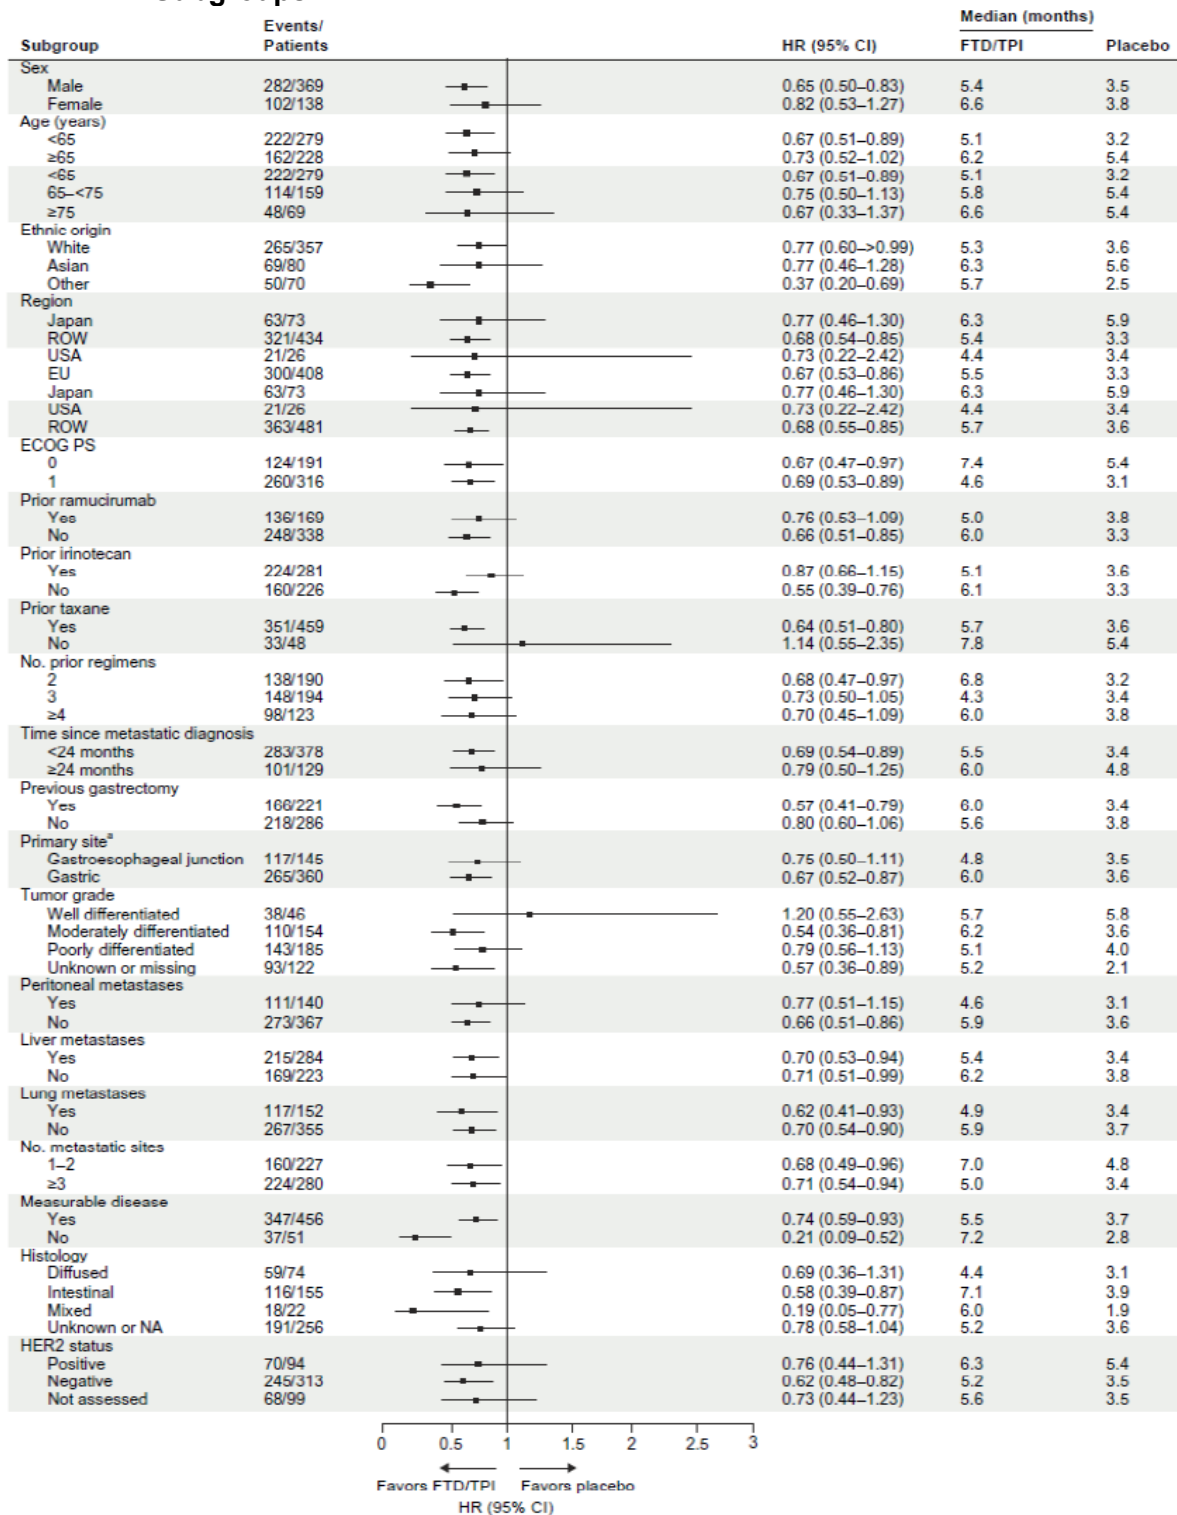 Subgroups
Median (months)
Events/
Subgroup Patients HR (95% CI) FTD/TPI Placebo
Sex
Male 282/369 0.65 (0.50–0.83) 5.4 3.5
Female 102/138 0.82 (0.53–1.27) 6.6 3.8
Age (years)
<65 222/279 0.67 (0.51–0.89) 5.1 3.2
≥65 162/228 0.73 (0.52–1.02) 6.2 5.4
<65 222/279 0.67 (0.51–0.89) 5.1 3.2
65–<75 114/159 0.75 (0.50–1.13) 5.8 5.4
≥75 48/69 0.67 (0.33–1.37) 6.6 5.4
Ethnic origin
White 265/357 0.77 (0.60–>0.99) 5.3 3.6
Asian 69/80 0.77 (0.46–1.28) 6.3 5.6
Other 50/70 0.37 (0.20–0.69) 5.7 2.5
Region
Japan 63/73 0.77 (0.46–1.30) 6.3 5.9
ROW 321/434 0.68 (0.54–0.85) 5.4 3.3
USA 21/26 0.73 (0.22–2.42) 4.4 3.4
EU 300/408 0.67 (0.53–0.86) 5.5 3.3
Japan 63/73 0.77 (0.46–1.30) 6.3 5.9
USA 21/26 0.73 (0.22–2.42) 4.4 3.4
ROW 363/481 0.68 (0.55–0.85) 5.7 3.6
ECOG PS
0 124/191 0.67 (0.47–0.97) 7.4 5.4
1 260/316 0.69 (0.53–0.89) 4.6 3.1
Prior ramucirumab
Yes 136/169 0.76 (0.53–1.09) 5.0 3.8
No 248/338 0.66 (0.51–0.85) 6.0 3.3
Prior irinotecan
Yes 224/281 0.87 (0.66–1.15) 5.1 3.6
No 160/226 0.55 (0.39–0.76) 6.1 3.3
Prior taxane
Yes 351/459 0.64 (0.51–0.80) 5.7 3.6
No 33/48 1.14 (0.55–2.35) 7.8 5.4
No. prior regimens
2 138/190 0.68 (0.47–0.97) 6.8 3.2
3 148/194 0.73 (0.50–1.05) 4.3 3.4
≥4 98/123 0.70 (0.45–1.09) 6.0 3.8
Time since metastatic diagnosis
<24 months 283/378 0.69 (0.54–0.89) 5.5 3.4
≥24 months 101/129 0.79 (0.50–1.25) 6.0 4.8
Previous gastrectomy
Yes 166/221 0.57 (0.41–0.79) 6.0 3.4
No 218/286 0.80 (0.60–1.06) 5.6 3.8
Primary siteᵃ
Gastroesophageal junction 117/145 0.75 (0.50–1.11) 4.8 3.5
Gastric 265/360 0.67 (0.52–0.87) 6.0 3.6
Tumor grade
Well differentiated 38/46 1.20 (0.55–2.63) 5.7 5.8
Moderately differentiated 110/154 0.54 (0.36–0.81) 6.2 3.6
Poorly differentiated 143/185 0.79 (0.56–1.13) 5.1 4.0
Unknown or missing 93/122 0.57 (0.36–0.89) 5.2 2.1
Peritoneal metastases
Yes 111/140 0.77 (0.51–1.15) 4.6 3.1
No 273/367 0.66 (0.51–0.86) 5.9 3.6
Liver metastases
Yes 215/284 0.70 (0.53–0.94) 5.4 3.4
No 169/223 0.71 (0.51–0.99) 6.2 3.8
Lung metastases
Yes 117/152 0.62 (0.41–0.93) 4.9 3.4
No 267/355 0.70 (0.54–0.90) 5.9 3.7
No. metastatic sites
1–2 160/227 0.68 (0.49–0.96) 7.0 4.8
≥3 224/280 0.71 (0.54–0.94) 5.0 3.4
Measurable disease
Yes 347/456 0.74 (0.59–0.93) 5.5 3.7
No 37/51 0.21 (0.09–0.52) 7.2 2.8
Histology
Diffused 59/74 0.69 (0.36–1.31) 4.4 3.1
Intestinal 116/155 0.58 (0.39–0.87) 7.1 3.9
Mixed 18/22 0.19 (0.05–0.77) 6.0 1.9
Unknown or NA 191/256 0.78 (0.58–1.04) 5.2 3.6
HER2 status
Positive 70/94 0.76 (0.44–1.31) 6.3 5.4
Negative 245/313 0.62 (0.48–0.82) 5.2 3.5
Not assessed 68/99 0.73 (0.44–1.23) 5.6 3.5
0 0.5 1 1.5 2 2.5 3
Favors FTD/TPI Favors placebo
HR (95% CI)